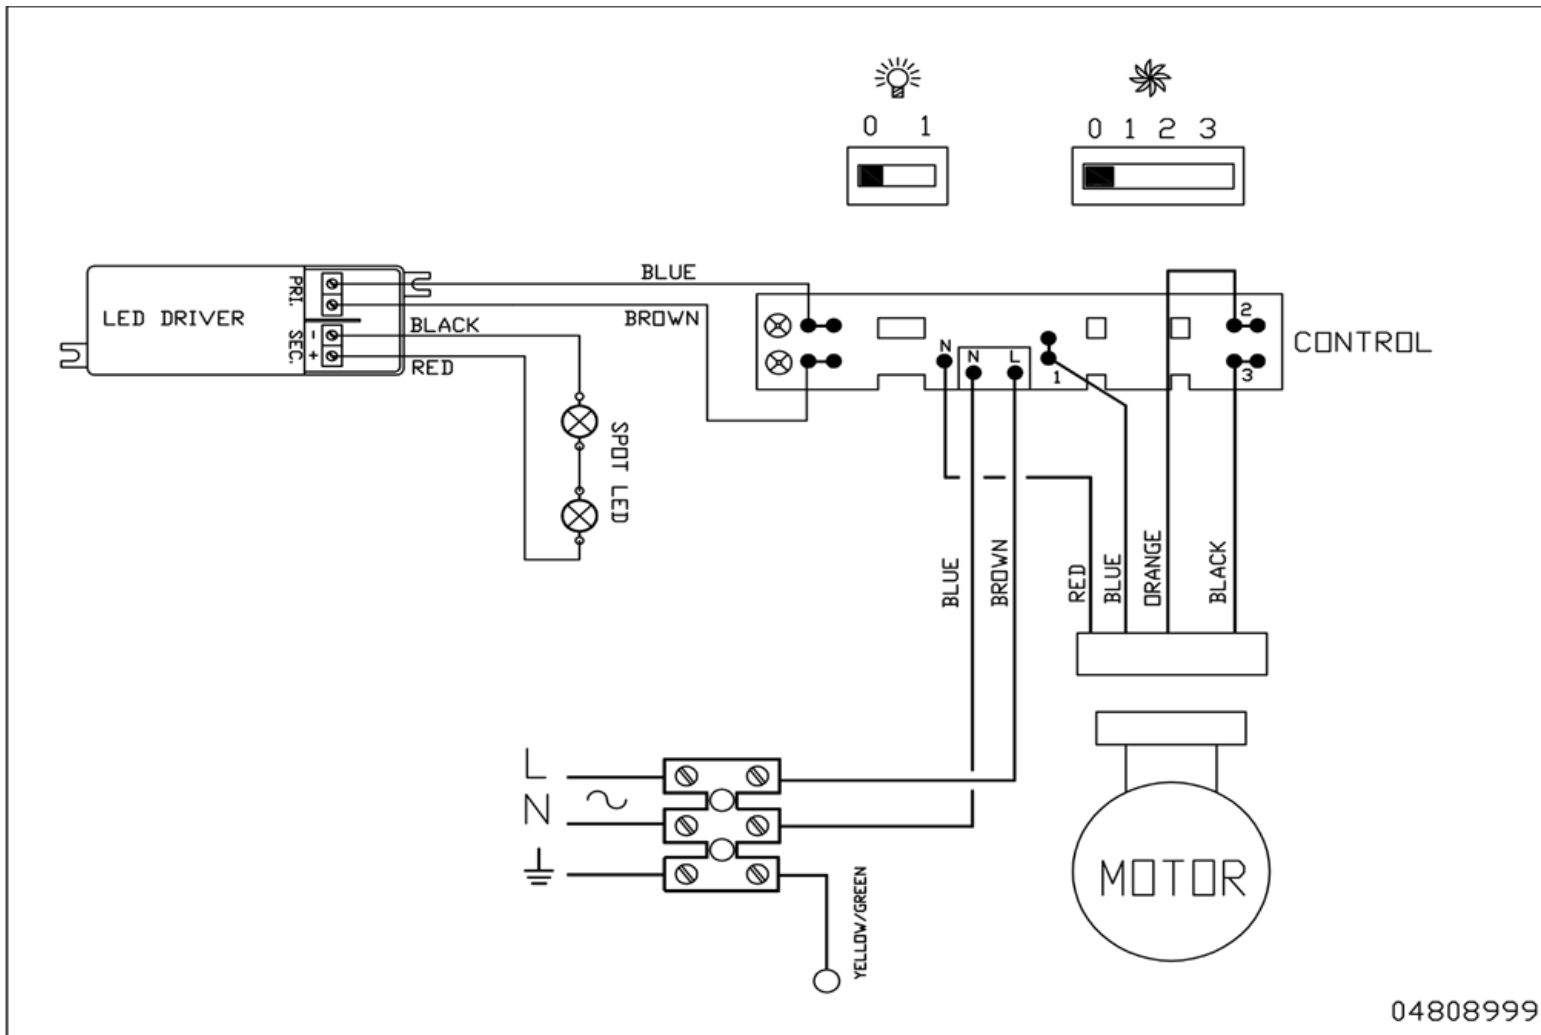 0 1
0 1 2 3
LED DRIVER
PRI.
SEC.
-
+
BLUE
BROWN
BLACK
RED
SPOT LED
N
N
L
1
2
3
CONTROL
BLUE
BROWN
RED
BLUE
ORANGE
BLACK
L
N
YELLOW/GREEN
MOTOR
04808999